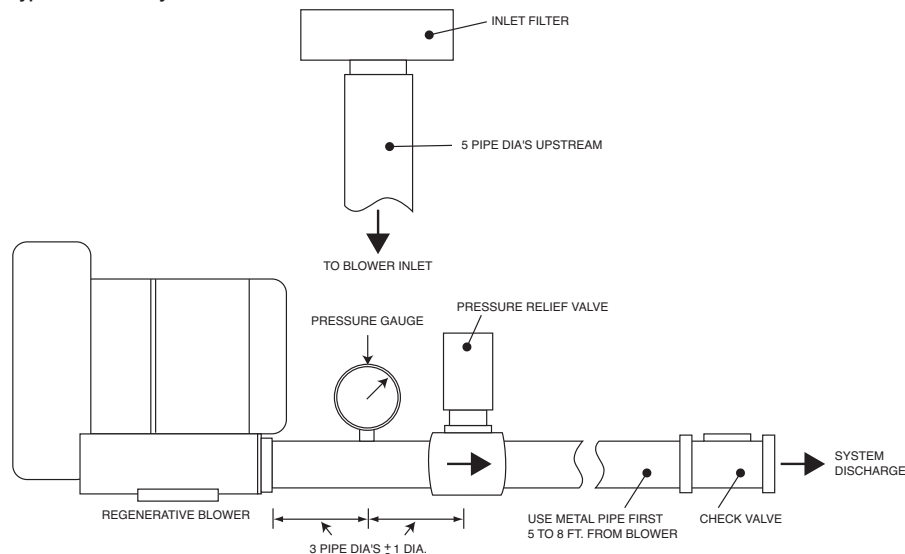 INLET FILTER
5 PIPE DIA'S UPSTREAM
TO BLOWER INLET
PRESSURE RELIEF VALVE
PRESSURE GAUGE
SYSTEM
DISCHARGE
REGENERATIVE BLOWER
USE METAL PIPE FIRST
5 TO 8 FT. FROM BLOWER
CHECK VALVE
3 PIPE DIA'S ± 1 DIA.